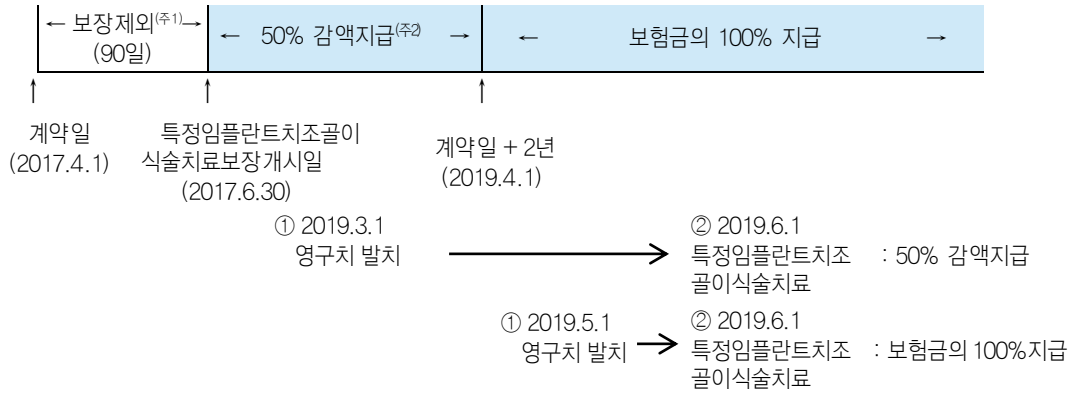 ← 보장제외(주1)→
(90일)
← 50% 감액지급(주2) →
← 보험금의 100% 지급 →
↑ ↑ ↑
계약일
(2017.4.1)
특정임플란트치조골이
식술치료보장개시일
(2017.6.30)
계약일 + 2년
(2019.4.1)
① 2019.3.1
영구치 발치
② 2019.6.1
특정임플란트치조 : 50% 감액지급
골이식술치료
① 2019.5.1
영구치 발치
② 2019.6.1
특정임플란트치조 : 보험금의 100%지급
골이식술치료